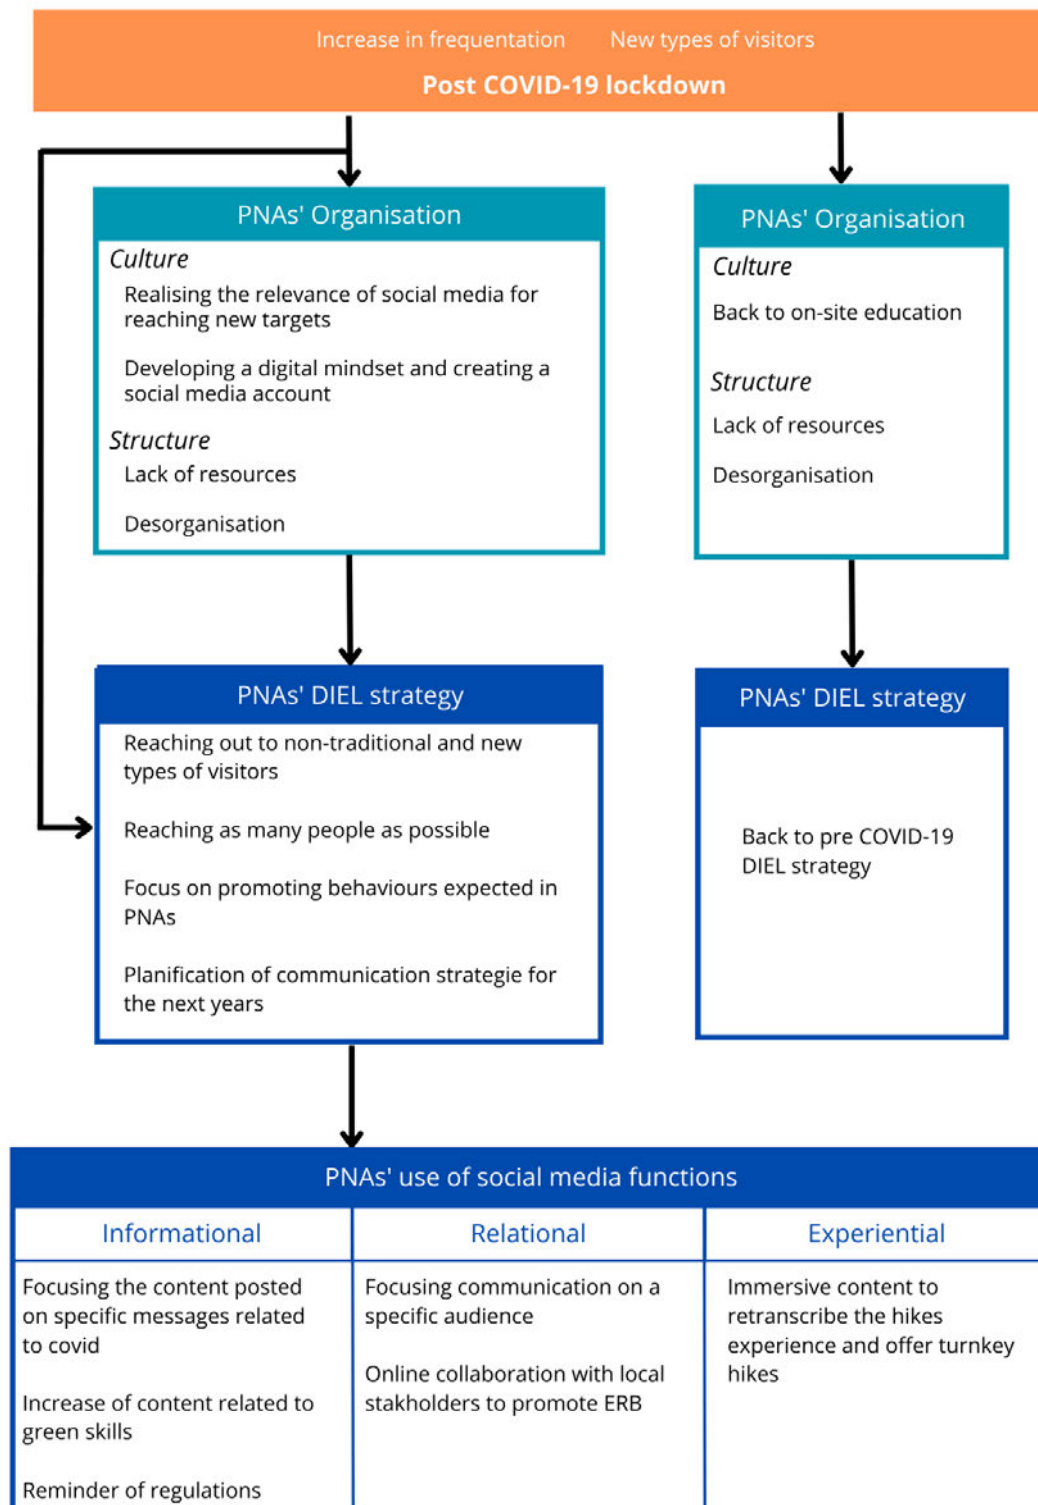 Increase in frequentation
New types of visitors
Post COVID-19 lockdown
PNAs' Organisation
Culture
Realising the relevance of social media for
reaching new targets
Developing a digital mindset and creating a
social media account
Structure
Lack of resources
Desorganisation
PNAs' Organisation
Culture
Back to on-site education
Structure
Lack of resources
Desorganisation
PNAs' DIEL strategy
Reaching out to non-traditional and new
types of visitors
Reaching as many people as possible
Focus on promoting behaviours expected in
PNAs
Planification of communication strategie for
the next years
PNAs' DIEL strategy
Back to pre COVID-19
DIEL strategy
PNAs' use of social media functions
Informational
Relational
Experiential
Focusing the content posted
on specific messages related
to covid
Increase of content related to
green skills
Reminder of regulations
Focusing communication on a
specific audience
Online collaboration with local
stakholders to promote ERB
Immersive content to
retranscribe the hikes
experience and offer turnkey
hikes